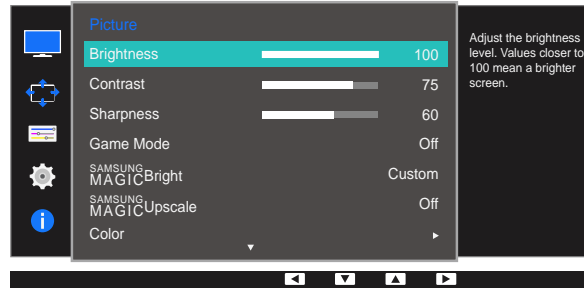 Picture
Brightness 100
Contrast 75
Sharpness 60
Game Mode Off
SAMSUNG MAGIC Bright Custom
SAMSUNG MAGIC Upscale Off
Color
Adjust the brightness
level. Values closer to
100 mean a brighter
screen.